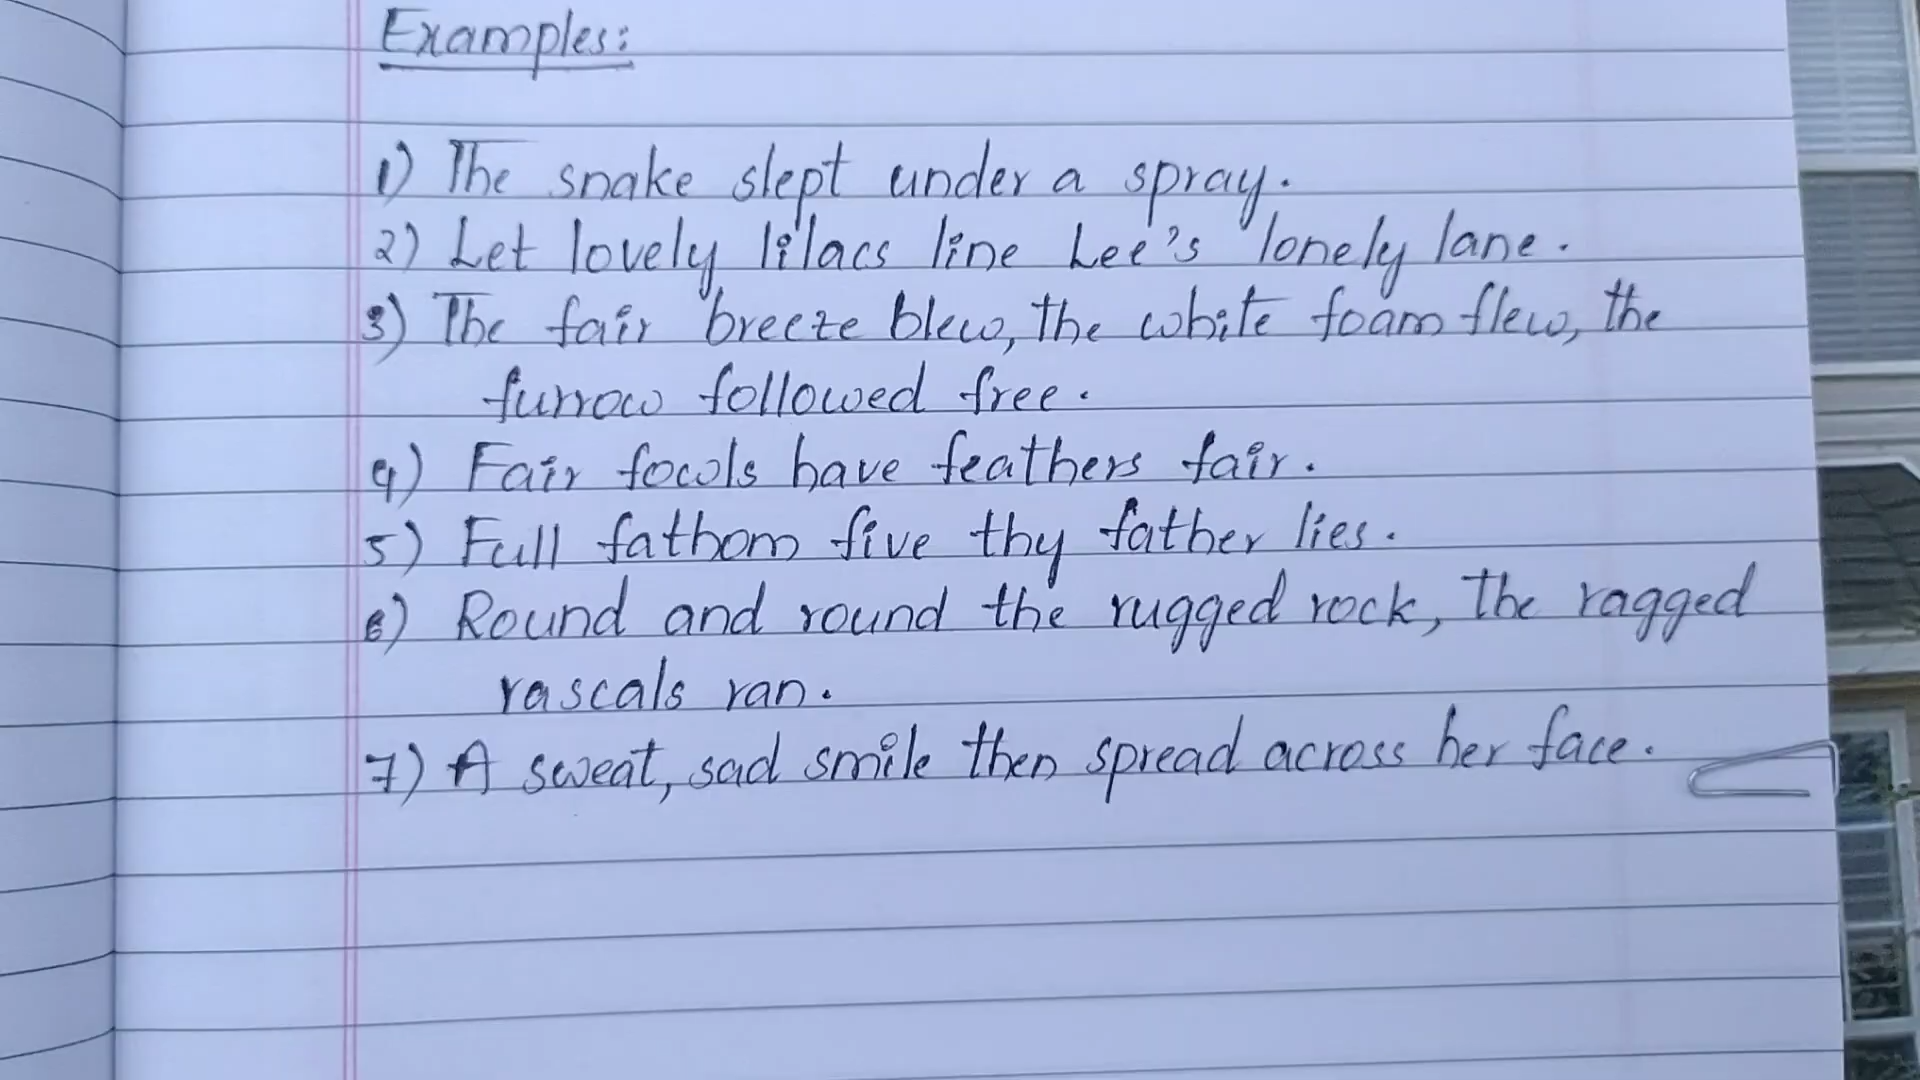 Examples:
1) The snake slept under a spray.
2) Let lovely lilacs line Lee's lonely lane.
3) The fair breeze blew, the white foam flew, the
furrow followed free.
4) Fair fowls have feathers fair.
5) Full fathom five thy father lies.
6) Round and round the rugged rock, the ragged
rascals ran.
7) A sweat, sad smile then spread across her face.